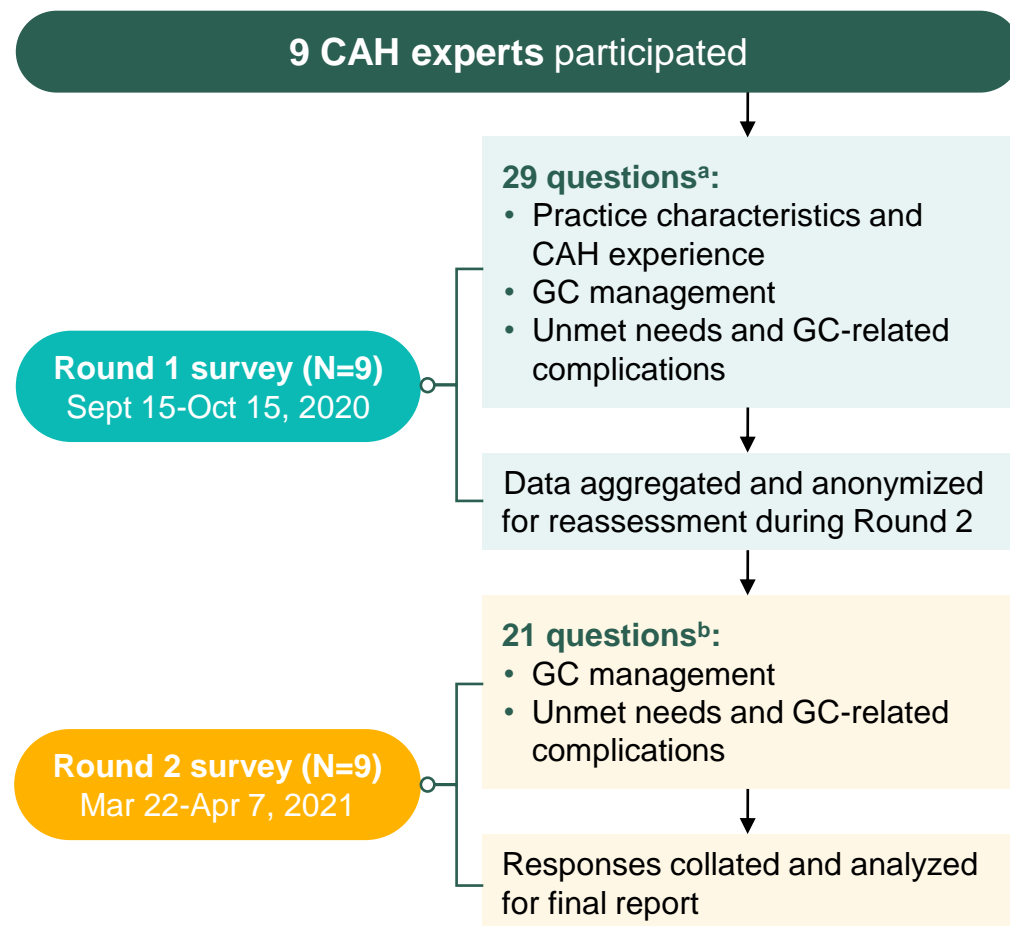 9 CAH experts participated
29 questionsᵃ:
• Practice characteristics and
CAH experience
• GC management
• Unmet needs and GC-related
complications
Round 1 survey (N=9)
Sept 15-Oct 15, 2020
Data aggregated and anonymized
for reassessment during Round 2
21 questionsᵇ:
• GC management
• Unmet needs and GC-related
complications
Round 2 survey (N=9)
Mar 22-Apr 7, 2021
Responses collated and analyzed
for final report